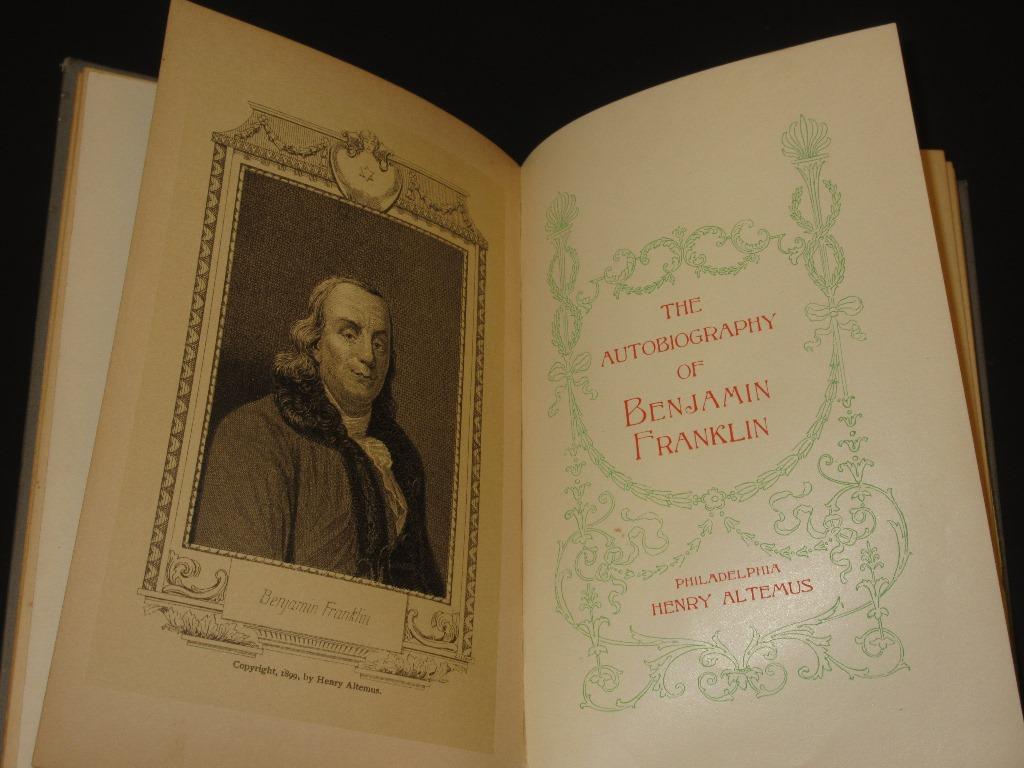 Benjamin Franklin
Copyright, 1899, by Henry Altemus.
THE
AUTOBIOGRAPHY
OF
BENJAMIN
FRANKLIN
PHILADELPHIA
HENRY ALTEMUS